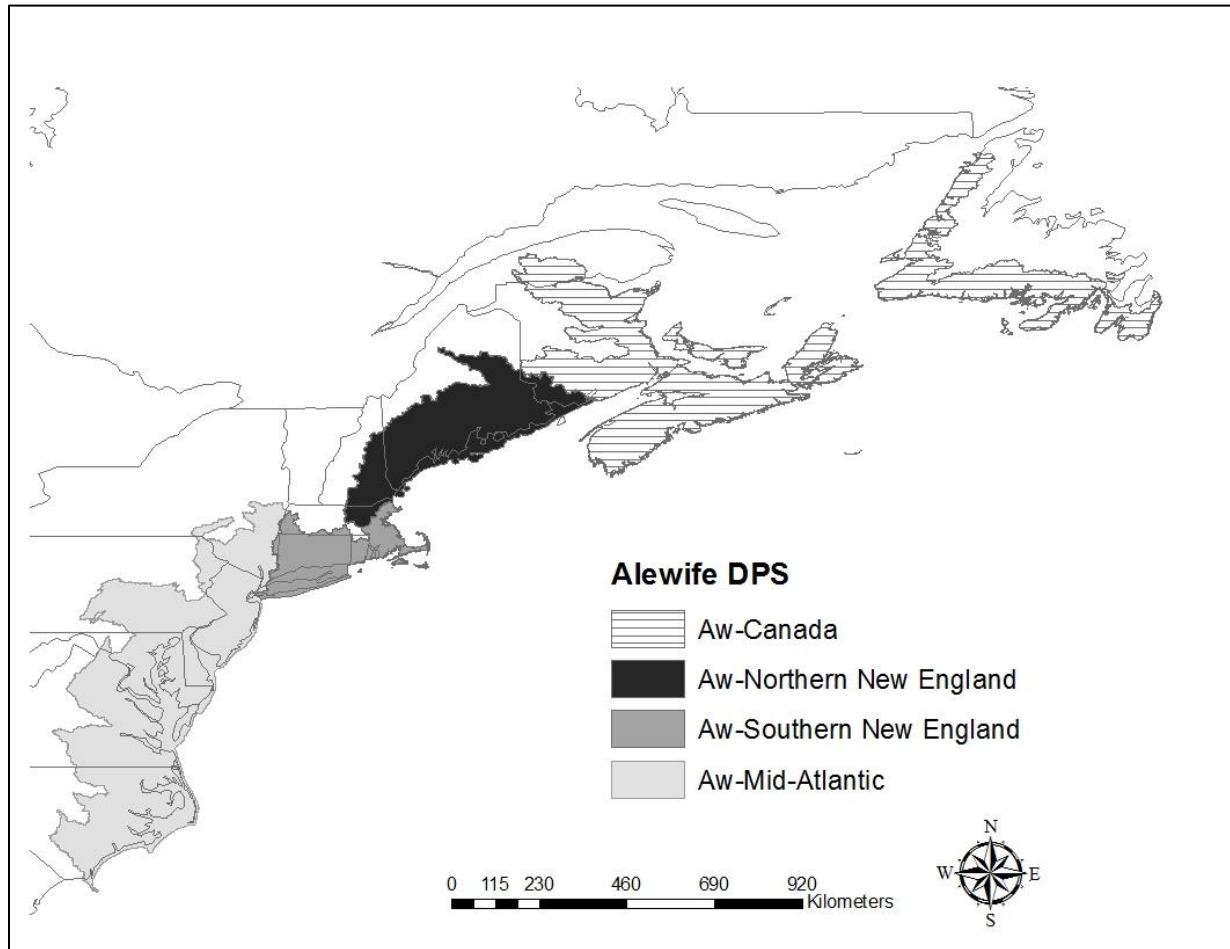 Alewife DPS
Aw-Canada
Aw-Northern New England
Aw-Southern New England
Aw-Mid-Atlantic
N
W E
S
0 115 230 460 690 920
Kilometers